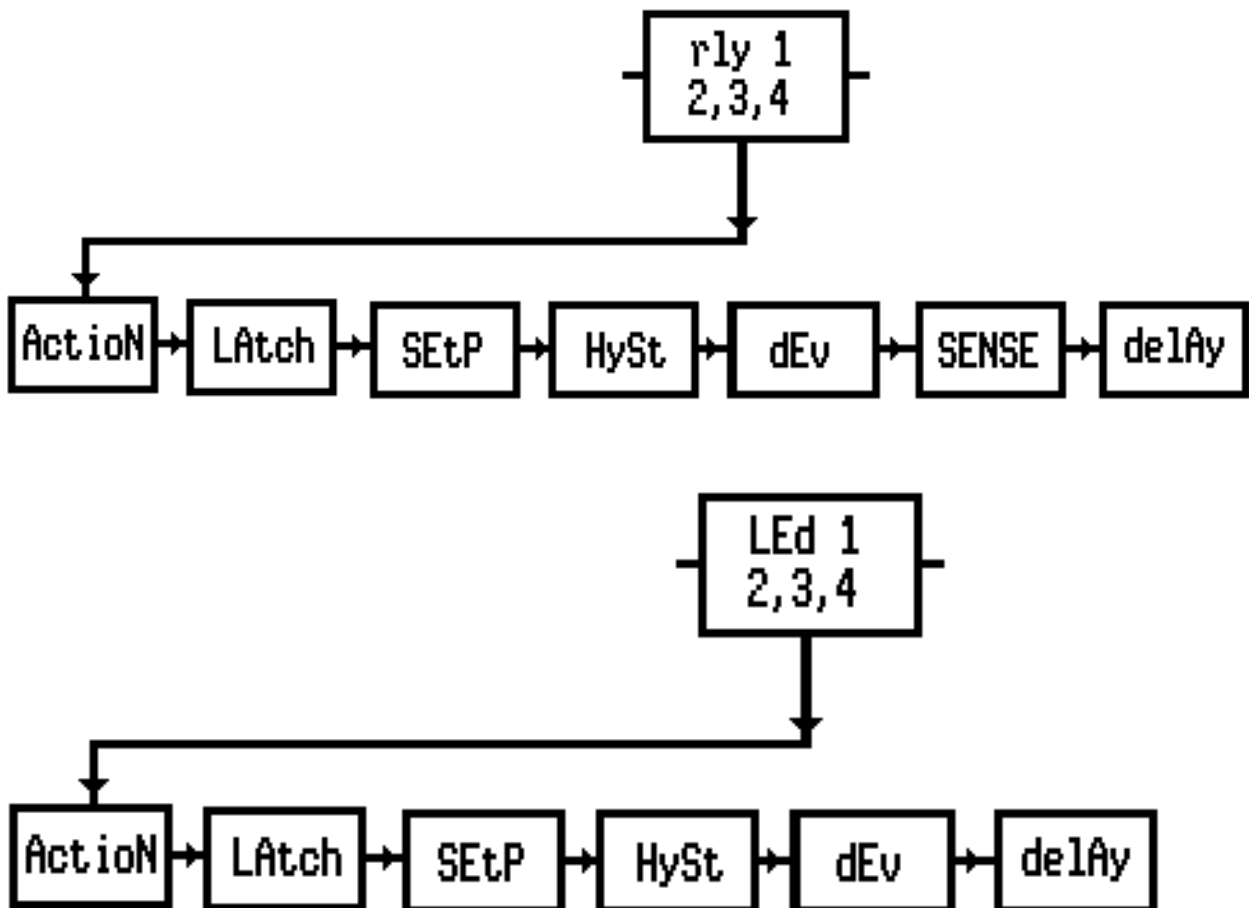 rly 1
2,3,4
ActioN
LAtch
SEtP
HySt
dEv
SENSE
delAy
LEd 1
2,3,4
ActioN
LAtch
SEtP
HySt
dEv
delAy